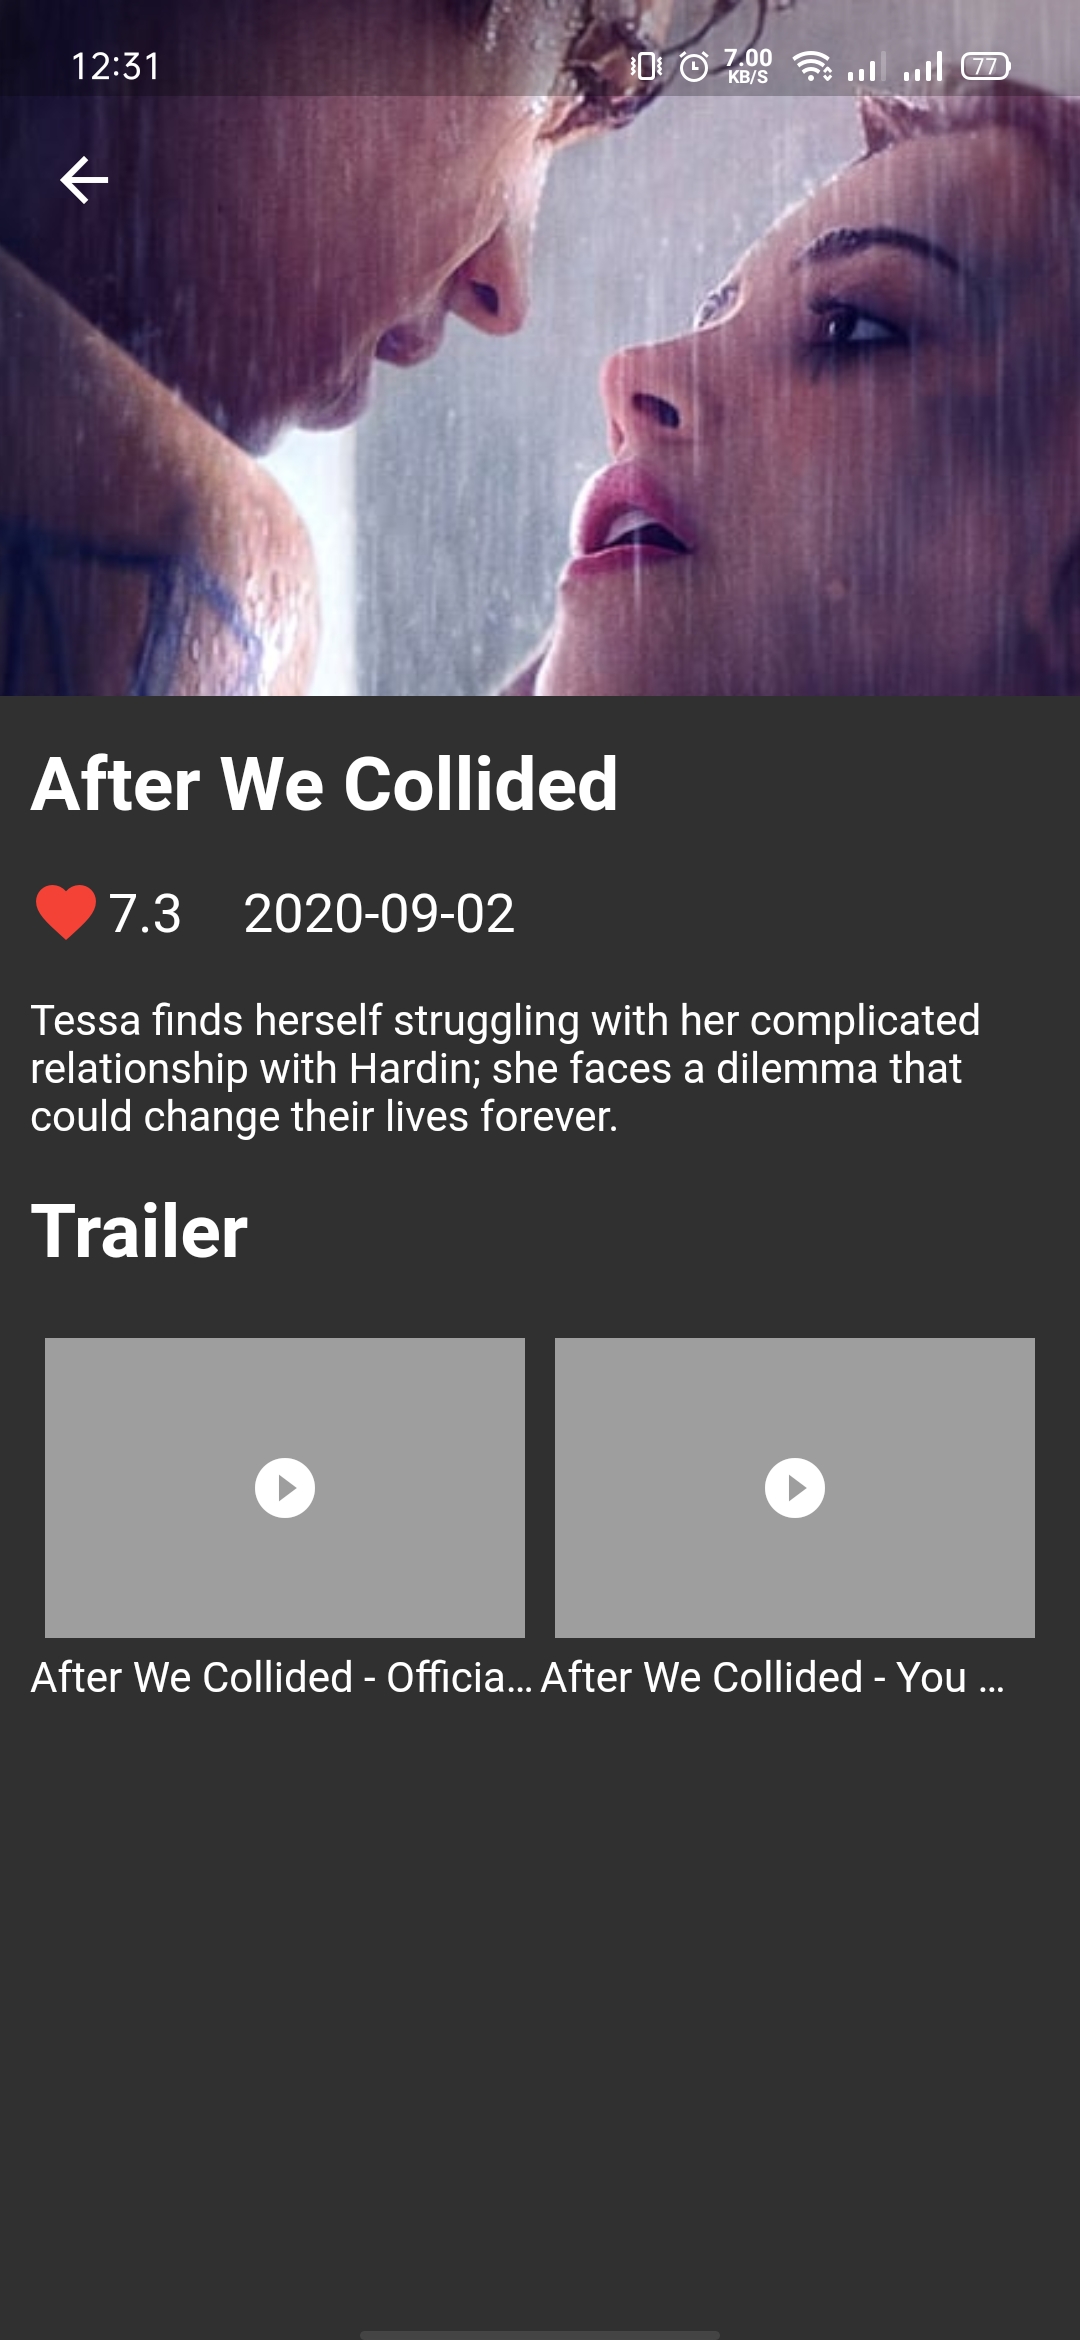 12:31
7.00
KB/S
77
After We Collided
7.3 2020-09-02
Tessa finds herself struggling with her complicated
relationship with Hardin; she faces a dilemma that
could change their lives forever.
Trailer
After We Collided - Officia... After We Collided - You ...